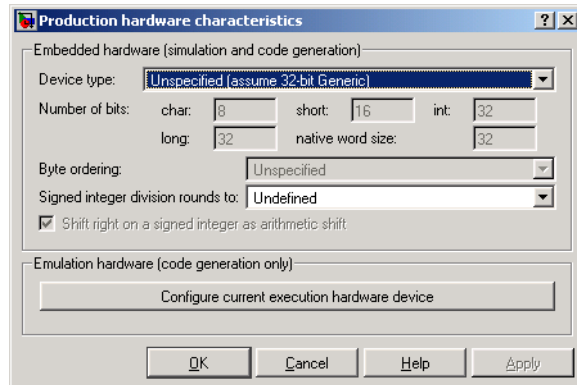 Production hardware characteristics
Embedded hardware (simulation and code generation)
Device type: Unspecified (assume 32-bit Generic)
Number of bits: char: 8 short: 16 int: 32
long: 32 native word size: 32
Byte ordering: Unspecified
Signed integer division rounds to: Undefined
Shift right on a signed integer as arithmetic shift
Emulation hardware (code generation only)
Configure current execution hardware device
OK Cancel Help Apply